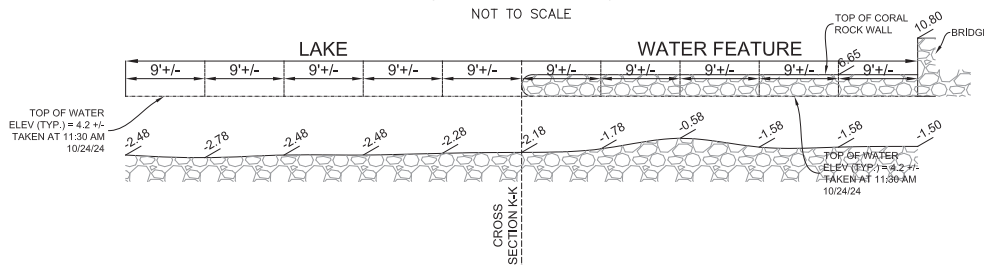 NOT TO SCALE
TOP OF CORAL
ROCK WALL
10.80
BRIDGE
LAKE
WATER FEATURE
6.65
9'+/-
9'+/-
9'+/-
9'+/-
9'+/-
9'+/-
9'+/-
9'+/-
9'+/-
9'+/-
TOP OF WATER
ELEV (TYP.) = 4.2 +/-
TAKEN AT 11:30 AM
10/24/24
-2.48
-2.78
-2.48
-2.48
-2.28
-2.18
-1.78
-0.58
-1.58
-1.58
-1.50
TOP OF WATER
ELEV (TYP.) = 4.2 +/-
TAKEN AT 11:30 AM
10/24/24
CROSS
SECTION K-K